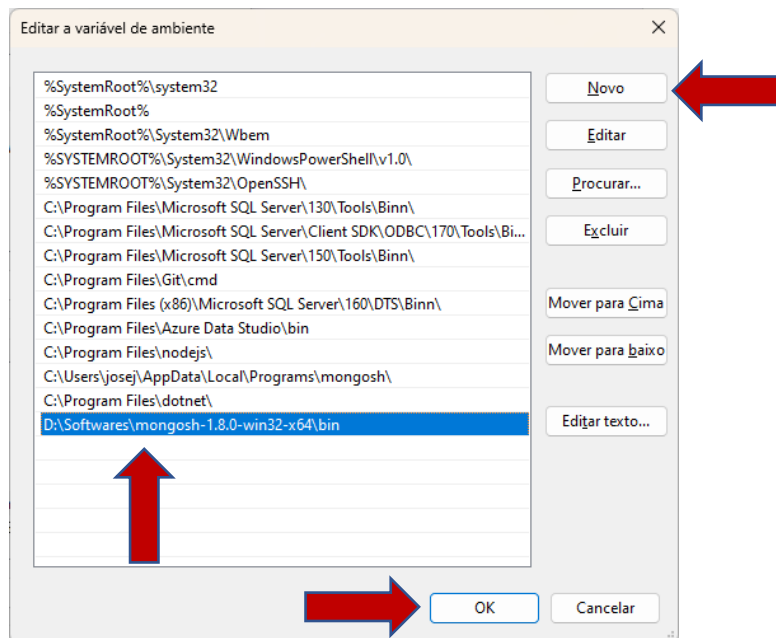 Editar a variável de ambiente
%SystemRoot%\system32
%SystemRoot%
%SystemRoot%\System32\Wbem
%SYSTEMROOT%\System32\WindowsPowerShell\v1.0\
%SYSTEMROOT%\System32\OpenSSH\
C:\Program Files\Microsoft SQL Server\130\Tools\Binn\
C:\Program Files\Microsoft SQL Server\Client SDK\ODBC\170\Tools\Bi...
C:\Program Files\Microsoft SQL Server\150\Tools\Binn\
C:\Program Files\Git\cmd
C:\Program Files (x86)\Microsoft SQL Server\160\DTS\Binn\
C:\Program Files\Azure Data Studio\bin
C:\Program Files\nodejs\
C:\Users\josej\AppData\Local\Programs\mongosh\
C:\Program Files\dotnet\
D:\Softwares\mongosh-1.8.0-win32-x64\bin
Novo
Editar
Procurar...
Excluir
Mover para Cima
Mover para baixo
Editar texto...
OK
Cancelar